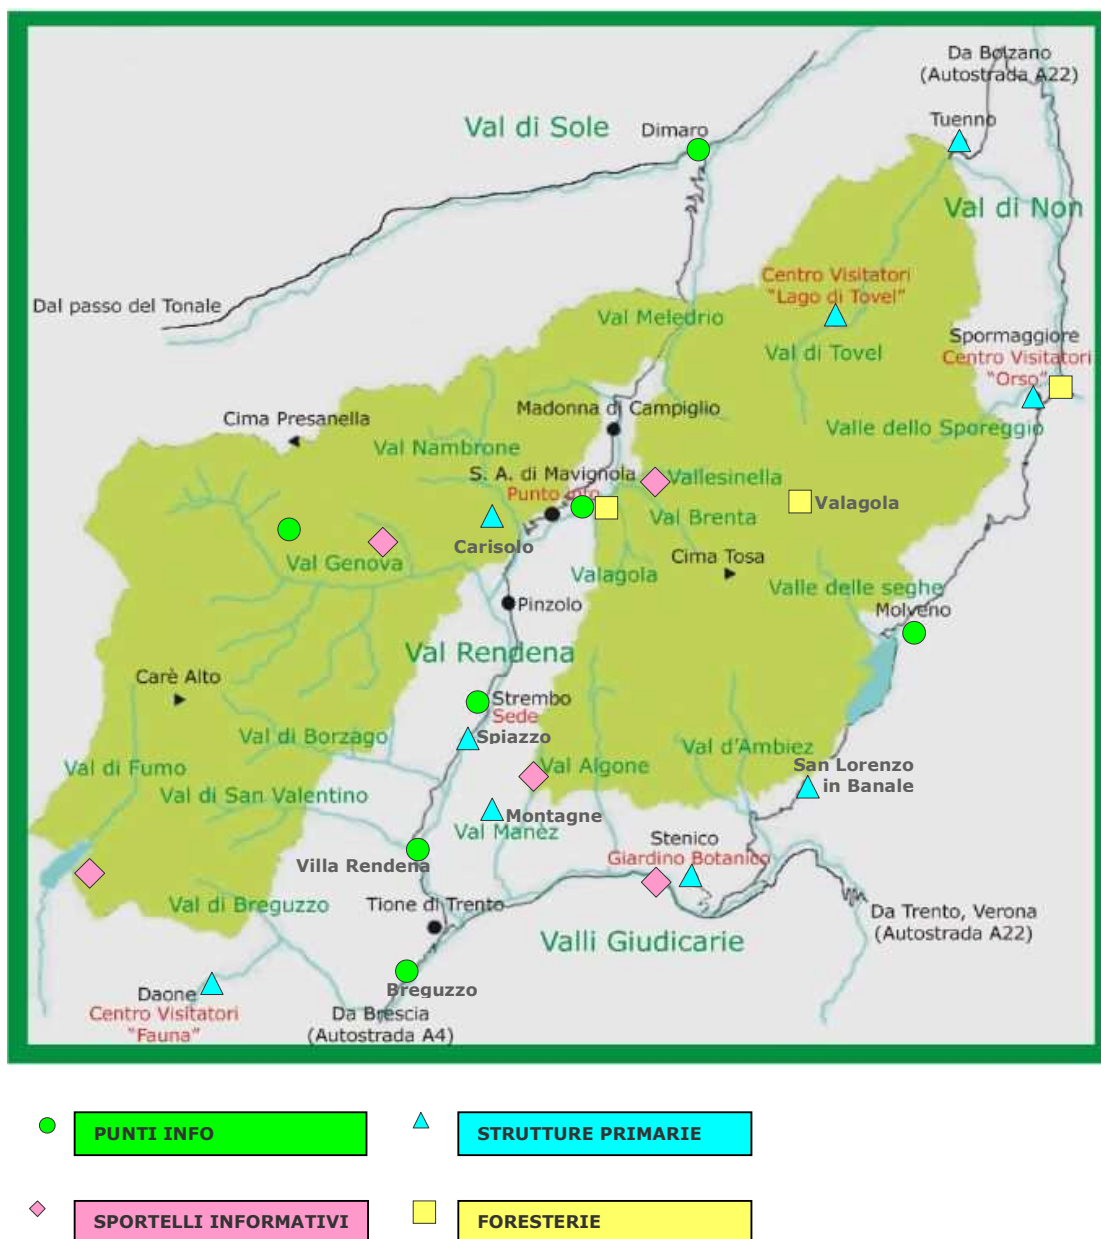 Da Bolzano
(Autostrada A22)
Tuenno
Val di Sole
Dimaro
Val di Non
Centro Visitatori
"Lago di Tovel"
Dal passo del Tonale
Val Meledrio
Val di Tovel
Spormaggiore
Centro Visitatori
"Orso"
Cima Presanella
Madonna di Campiglio
Valle dello Sporeggio
Val Nambrone
S. A. di Mavignola
Punto info
Vallesinella
Valagola
Val Brenta
Carisolo
Cima Tosa
Val Genova
Valagola
Valle delle seghe
Molveno
Pinzolo
Val Rendena
Carè Alto
Strembo
Sede
Spiazzo
Val di Borzago
Val d'Ambiez
Val di Fumo
Val Algone
San Lorenzo
in Banale
Val di San Valentino
Montagne
Val Manèz
Stenico
Giardino Botanico
Villa Rendena
Val di Breguzzo
Tione di Trento
Da Trento, Verona
(Autostrada A22)
Valli Giudicarie
Breguzzo
Daone
Centro Visitatori
"Fauna"
Da Brescia
(Autostrada A4)
PUNTI INFO
STRUTTURE PRIMARIE
SPORTELLI INFORMATIVI
FORESTERIE